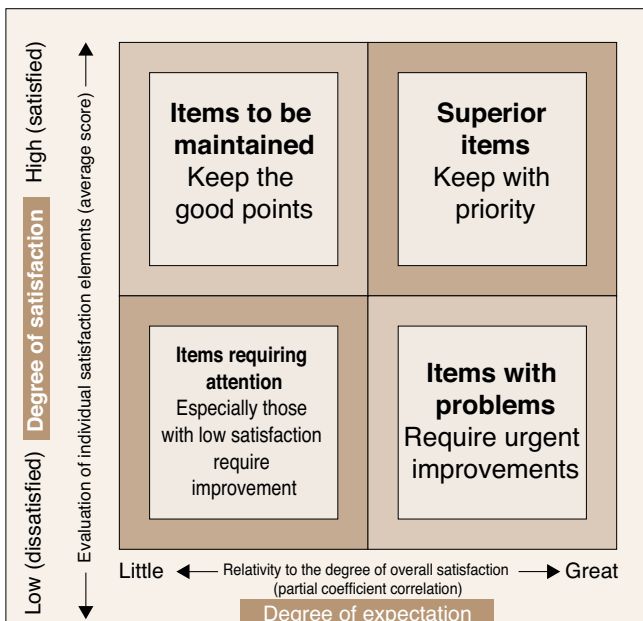 High (satisfied)
Degree of satisfaction
Low (dissatisfied)
Evaluation of individual satisfaction elements (average score)
Items to be
maintained
Keep the
good points
Superior
items
Keep with
priority
Items requiring
attention
Especially those
with low satisfaction
require
improvement
Items with
problems
Require urgent
improvements
Little
Relativity to the degree of overall satisfaction
(partial coefficient correlation)
Great
Degree of expectation